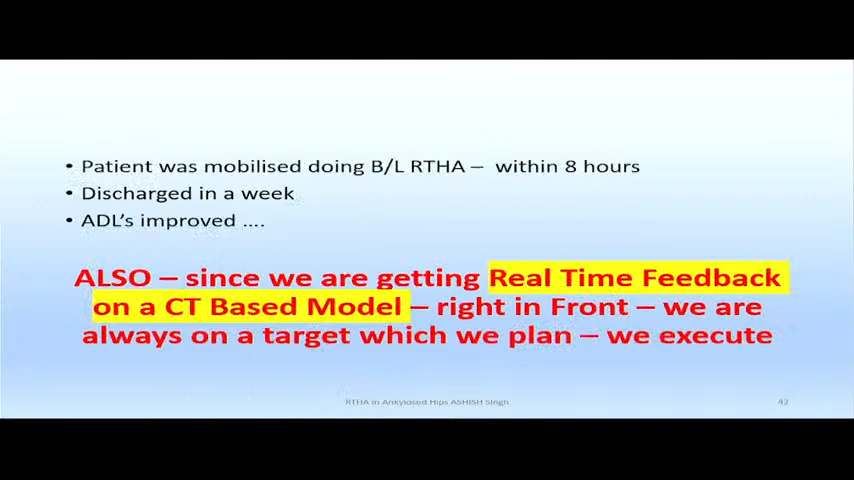 • Patient was mobilised doing B/L RTHA – within 8 hours
• Discharged in a week
• ADL's improved ....
ALSO – since we are getting Real Time Feedback
on a CT Based Model – right in Front – we are
always on a target which we plan – we execute
RTHA in Ankylosed Hips ASHISH Singh
42